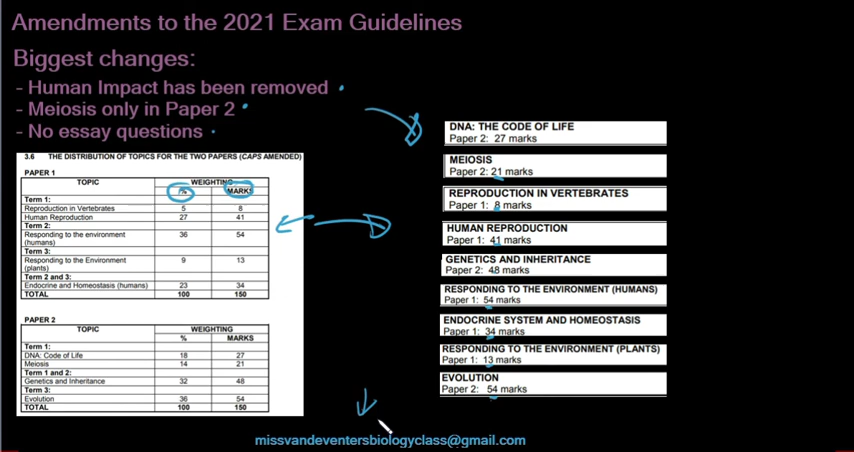 Amendments to the 2021 Exam Guidelines
Biggest changes:
- Human Impact has been removed
- Meiosis only in Paper 2
- No essay questions
3.6 THE DISTRIBUTION OF TOPICS FOR THE TWO PAPERS (CAPS AMENDED)
PAPER 1
TOPIC WEIGHTING
% MARKS
Term 1:
Reproduction in Vertebrates 5 8
Human Reproduction 27 41
Term 2:
Responding to the environment 36 54
(humans)
Term 3:
Responding to the Environment 9 13
(plants)
Term 2 and 3:
Endocrine and Homeostasis (humans) 23 34
TOTAL 100 150
PAPER 2
TOPIC WEIGHTING
% MARKS
Term 1:
DNA: Code of Life 18 27
Meiosis 14 21
Term 1 and 2:
Genetics and Inheritance 32 48
Term 3:
Evolution 36 54
TOTAL 100 150
DNA: THE CODE OF LIFE
Paper 2: 27 marks
MEIOSIS
Paper 2: 21 marks
REPRODUCTION IN VERTEBRATES
Paper 1: 8 marks
HUMAN REPRODUCTION
Paper 1: 41 marks
GENETICS AND INHERITANCE
Paper 2: 48 marks
RESPONDING TO THE ENVIRONMENT (HUMANS)
Paper 1: 54 marks
ENDOCRINE SYSTEM AND HOMEOSTASIS
Paper 1: 34 marks
RESPONDING TO THE ENVIRONMENT (PLANTS)
Paper 1: 13 marks
EVOLUTION
Paper 2: 54 marks
missvandeventersbiologyclass@gmail.com